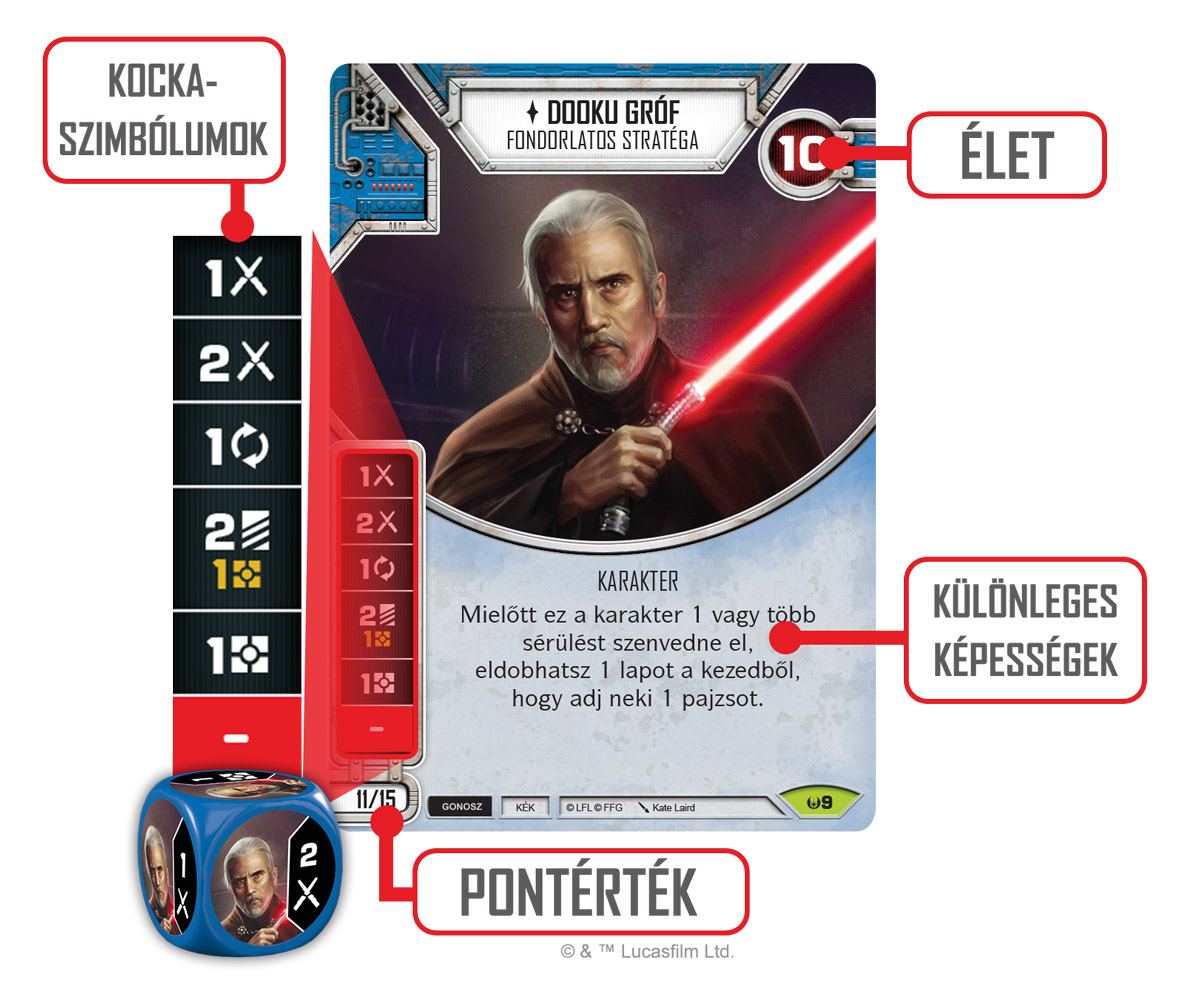 KOCKA-
SZIMBÓLUMOK
DOOKU GRÓF
FONDORLATOS STRATÉGA
10
ÉLET
1
2
1
2
1
1
-
1
2
1
2
1
1
-
KARAKTER
Mielőtt ez a karakter 1 vagy több
sérülést szenvedne el,
eldobhatsz 1 lapot a kezedből,
hogy adj neki 1 pajzsot.
KÜLÖNLEGES
KÉPESSÉGEK
11/15
GONOSZ
KÉK
© LFL © FFG
Kate Laird
9
1
1
2
PONTÉRTÉK
© & ™ Lucasfilm Ltd.